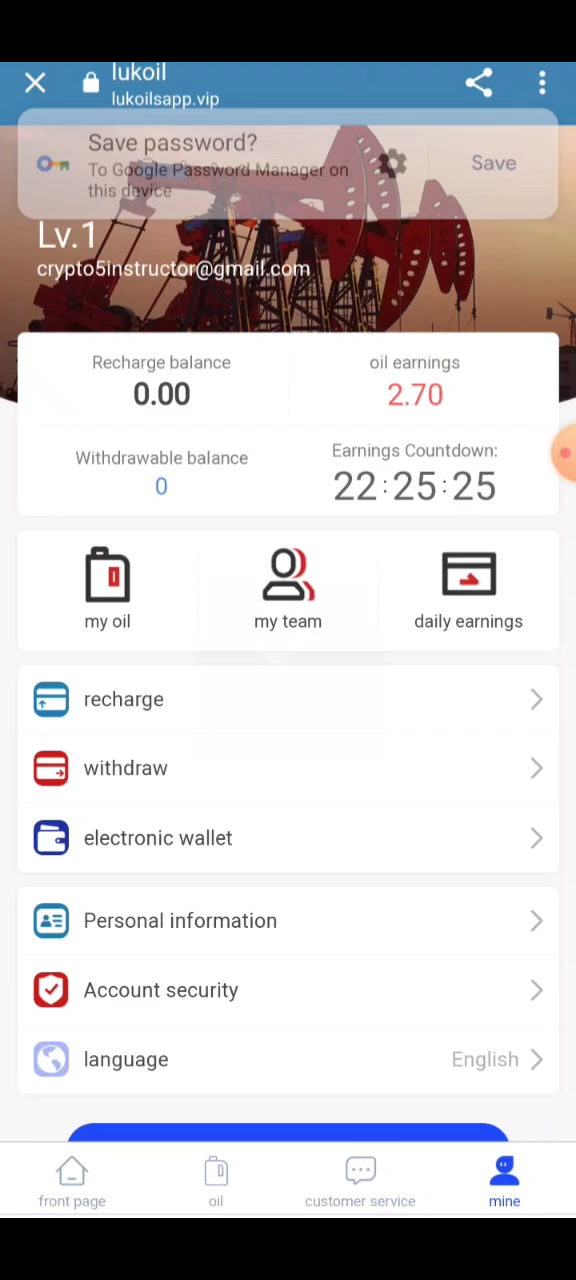 lukoil
lukoilsapp.vip
Save password?
To Google Password Manager on
this device
Save
Lv.1
crypto5instructor@gmail.com
Recharge balance
0.00
oil earnings
2.70
Withdrawable balance
0
Earnings Countdown:
22:25:25
my oil
my team
daily earnings
recharge
withdraw
electronic wallet
Personal information
Account security
language
English
front page
oil
customer service
mine